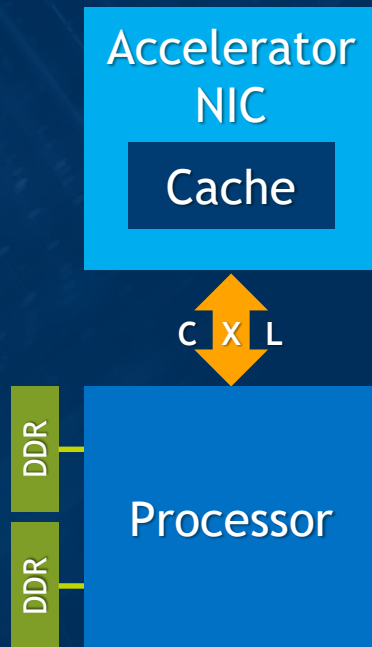 Accelerator
NIC
Cache
C X L
DDR
Processor
DDR